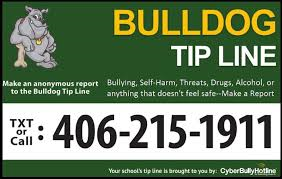 BULLDOG
TIP LINE
Make an anonymous report
to the Bulldog Tip Line
Bullying, Self-Harm, Threats, Drugs, Alcohol, or
anything that doesn't feel safe--Make a Report
TXT
or
Call
: 406-215-1911
Your school's tip line is brought to you by: CyberBullyHotline